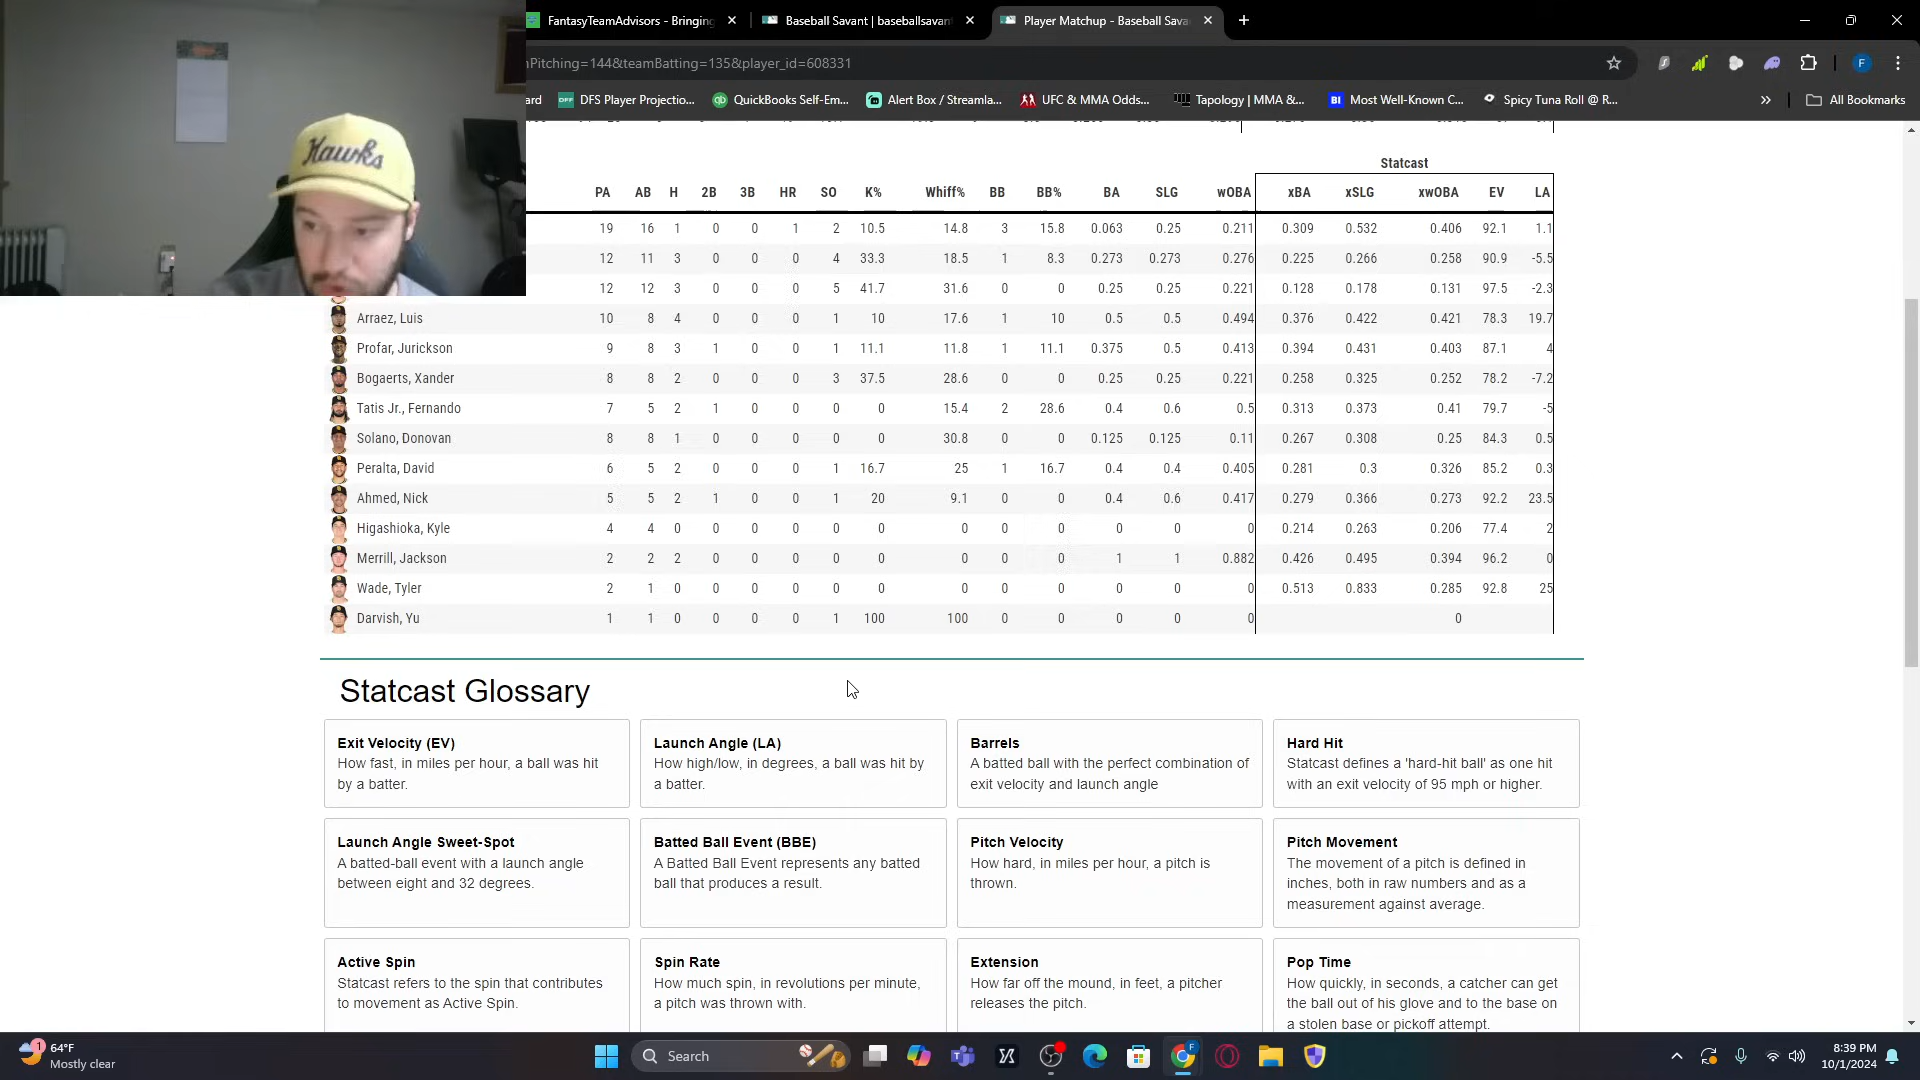 FantasyTeamAdvisors - Bringing
Baseball Savant | baseballsavan
Player Matchup - Baseball Sava
Pitching=144&teamBatting=135&player_id=608331
F
ard
DFS Player Projectio...
QuickBooks Self-Em...
Alert Box / Streamla...
UFC & MMA Odds...
Tapology | MMA &...
BI Most Well-Known C...
Spicy Tuna Roll @ R...
All Bookmarks
Hawks
Statcast
PA AB H 2B 3B HR SO K% Whiff% BB BB% BA SLG wOBA xBA xSLG xwOBA EV LA
19 16 1 0 0 1 2 10.5 14.8 3 15.8 0.063 0.25 0.211 0.309 0.532 0.406 92.1 1.1
12 11 3 0 0 0 4 33.3 18.5 1 8.3 0.273 0.273 0.276 0.225 0.266 0.258 90.9 -5.5
12 12 3 0 0 0 5 41.7 31.6 0 0 0.25 0.25 0.221 0.128 0.178 0.131 97.5 -2.3
Arraez, Luis 10 8 4 0 0 0 1 10 17.6 1 10 0.5 0.5 0.494 0.376 0.422 0.421 78.3 19.7
Profar, Jurickson 9 8 3 1 0 0 1 11.1 11.8 1 11.1 0.375 0.5 0.413 0.394 0.431 0.403 87.1 4
Bogaerts, Xander 8 8 2 0 0 0 3 37.5 28.6 0 0 0.25 0.25 0.221 0.258 0.325 0.252 78.2 -7.2
Tatis Jr., Fernando 7 5 2 1 0 0 0 0 15.4 2 28.6 0.4 0.6 0.5 0.313 0.373 0.41 79.7 -5
Solano, Donovan 8 8 1 0 0 0 0 0 30.8 0 0 0.125 0.125 0.11 0.267 0.308 0.25 84.3 0.5
Peralta, David 6 5 2 0 0 0 1 16.7 25 1 16.7 0.4 0.4 0.405 0.281 0.3 0.326 85.2 0.3
Ahmed, Nick 5 5 2 1 0 0 1 20 9.1 0 0 0.4 0.6 0.417 0.279 0.366 0.273 92.2 23.5
Higashioka, Kyle 4 4 0 0 0 0 0 0 0 0 0 0 0 0 0.214 0.263 0.206 77.4 2
Merrill, Jackson 2 2 2 0 0 0 0 0 0 0 0 1 1 0.882 0.426 0.495 0.394 96.2 0
Wade, Tyler 2 1 0 0 0 0 0 0 0 0 0 0 0 0 0.513 0.833 0.285 92.8 25
Darvish, Yu 1 1 0 0 0 0 1 100 100 0 0 0 0 0 0
Statcast Glossary
Exit Velocity (EV)
How fast, in miles per hour, a ball was hit
by a batter.
Launch Angle (LA)
How high/low, in degrees, a ball was hit by
a batter.
Barrels
A batted ball with the perfect combination of
exit velocity and launch angle
Hard Hit
Statcast defines a 'hard-hit ball' as one hit
with an exit velocity of 95 mph or higher.
Launch Angle Sweet-Spot
A batted-ball event with a launch angle
between eight and 32 degrees.
Batted Ball Event (BBE)
A Batted Ball Event represents any batted
ball that produces a result.
Pitch Velocity
How hard, in miles per hour, a pitch is
thrown.
Pitch Movement
The movement of a pitch is defined in
inches, both in raw numbers and as a
measurement against average.
Active Spin
Statcast refers to the spin that contributes
to movement as Active Spin.
Spin Rate
How much spin, in revolutions per minute,
a pitch was thrown with.
Extension
How far off the mound, in feet, a pitcher
releases the pitch.
Pop Time
How quickly, in seconds, a catcher can get
the ball out of his glove and to the base on
a stolen base or pickoff attempt.
1
64°F
Mostly clear
Search
F
8:39 PM
10/1/2024